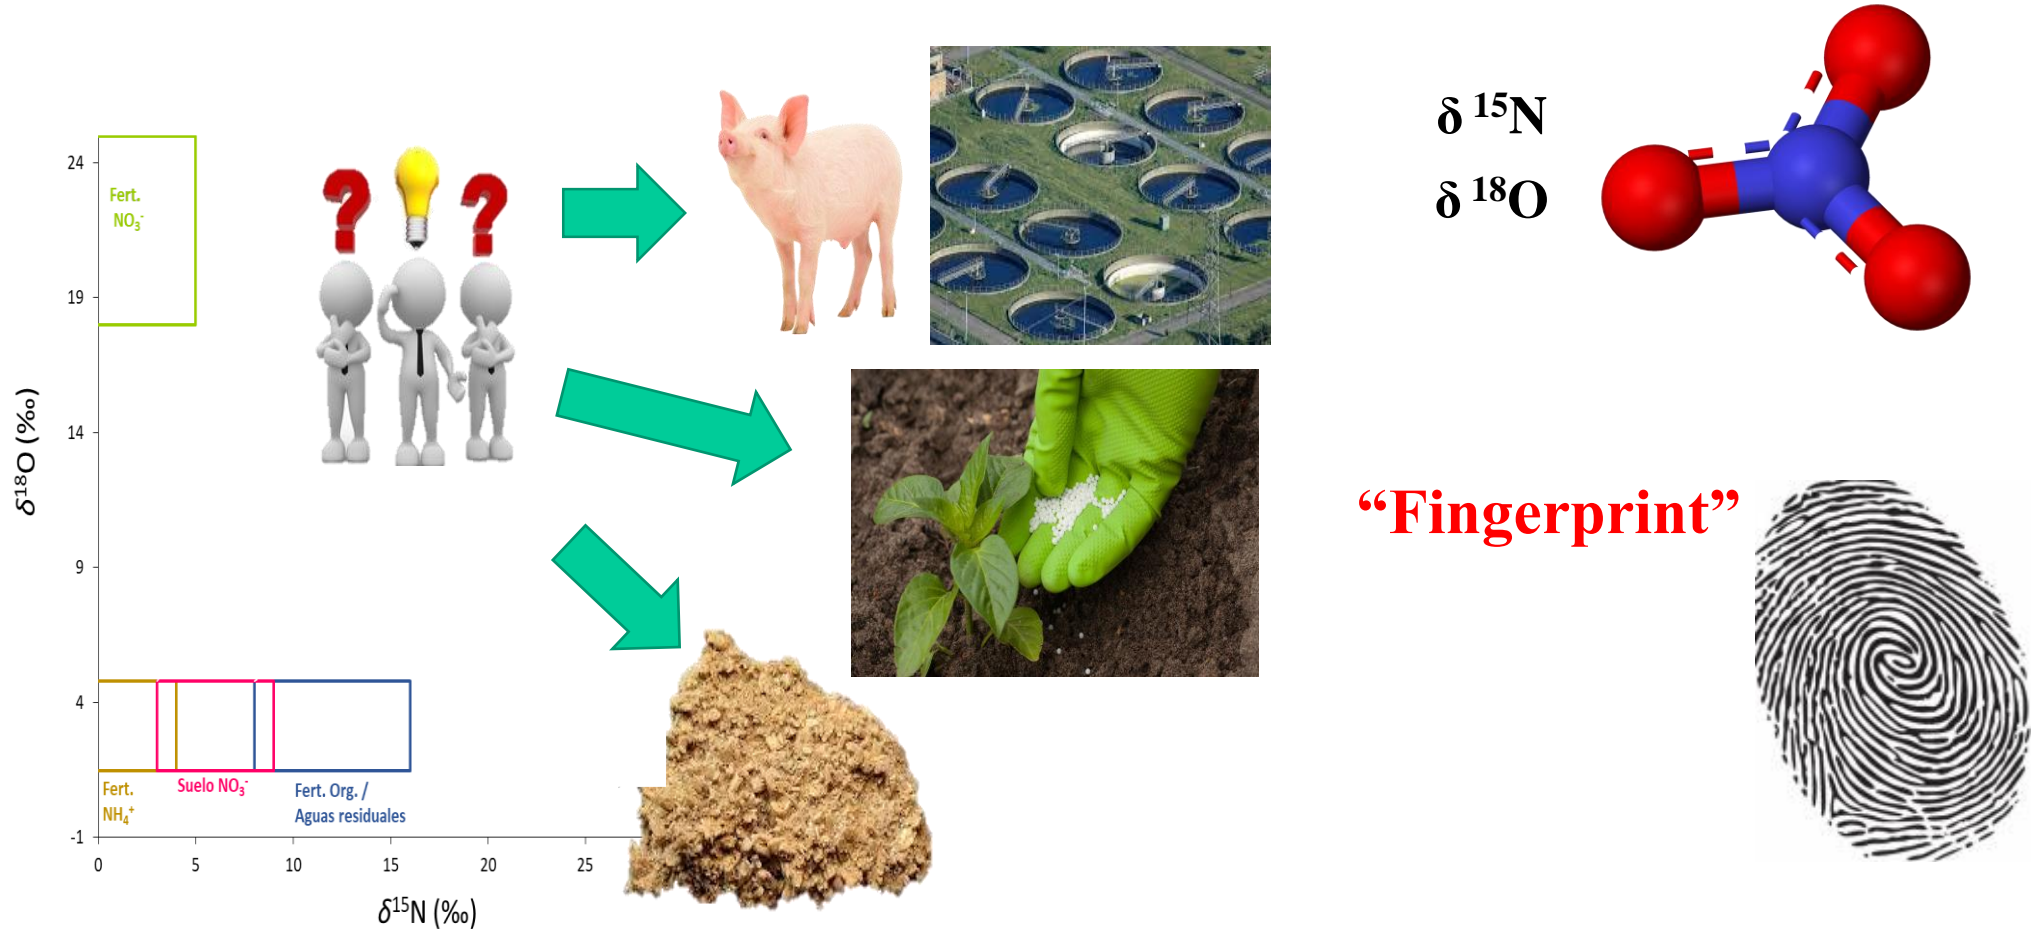 δ ¹⁵N
δ ¹⁸O
“Fingerprint”
δ¹⁸O (‰)
24
19
14
9
4
-1
Fert.
NO₃⁻
Fert.
NH₄⁺
Suelo NO₃⁻
Fert. Org. /
Aguas residuales
0 5 10 15 20 25
δ¹⁵N (‰)